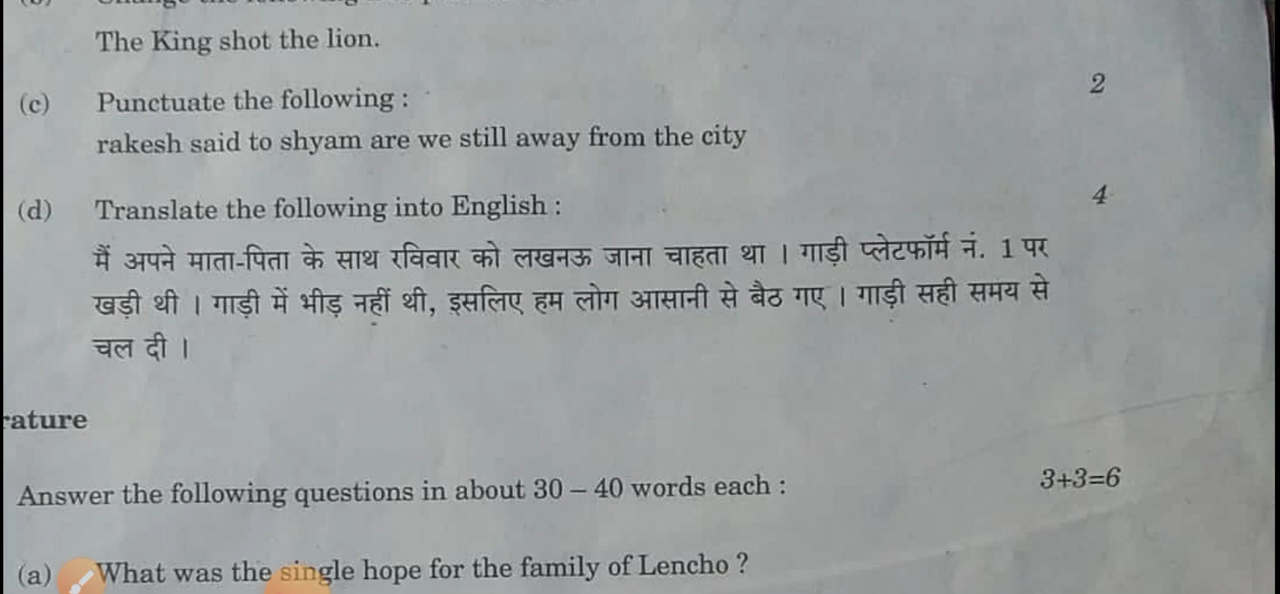 The King shot the lion.
2
(c) Punctuate the following :
rakesh said to shyam are we still away from the city
4
(d) Translate the following into English :
मैं अपने माता-पिता के साथ रविवार को लखनऊ जाना चाहता था । गाड़ी प्लेटफॉर्म नं. 1 पर
खड़ी थी । गाड़ी में भीड़ नहीं थी, इसलिए हम लोग आसानी से बैठ गए । गाड़ी सही समय से
चल दी ।
rature
Answer the following questions in about 30 – 40 words each :
3+3=6
(a) What was the single hope for the family of Lencho ?